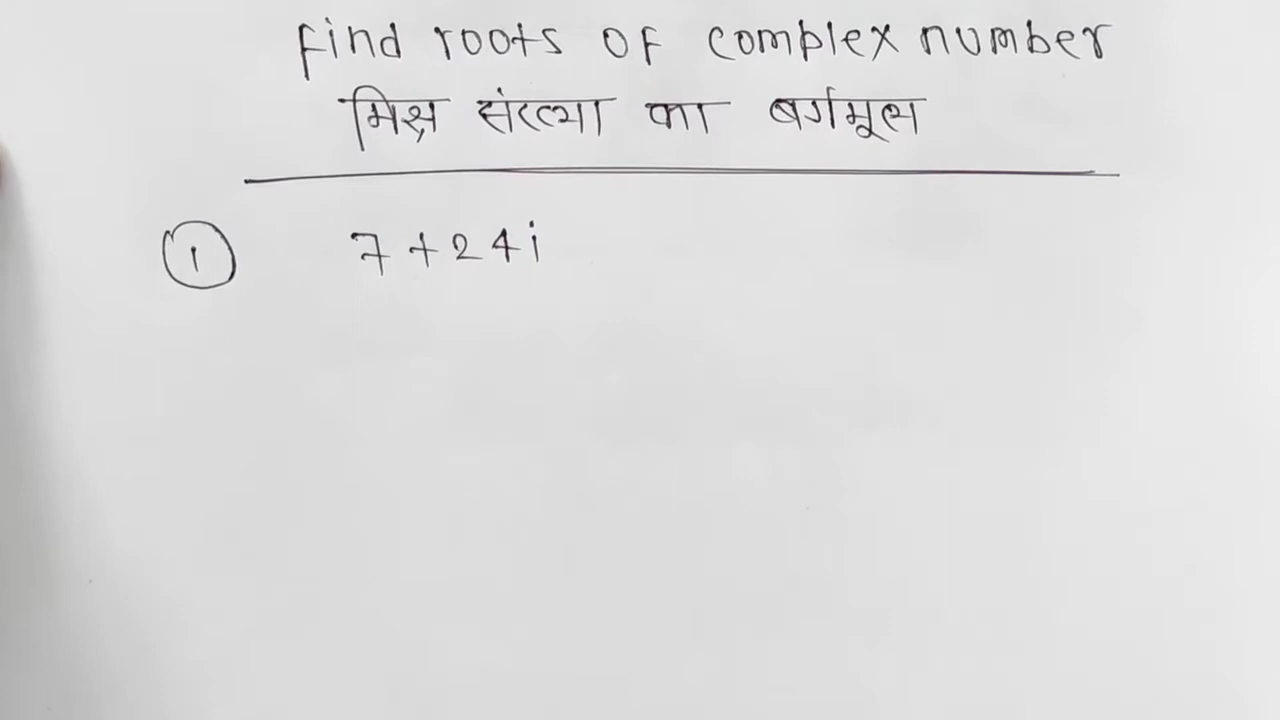 find roots of complex number
मिश्र संख्या का बर्गमूल
1 7+24i